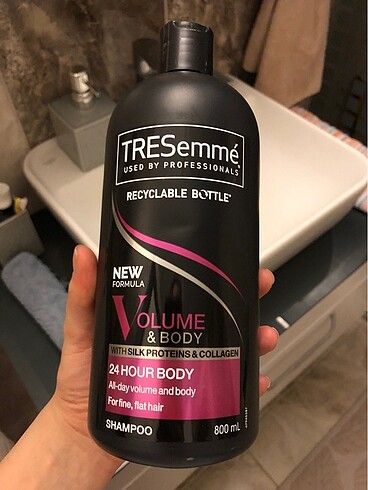 TRESemmé
USED BY PROFESSIONALS
RECYCLABLE BOTTLE*
NEW
FORMULA
VOLUME
& BODY
WITH SILK PROTEINS & COLLAGEN
24 HOUR BODY
All-day volume and body
For fine, flat hair
SHAMPOO 800 mL